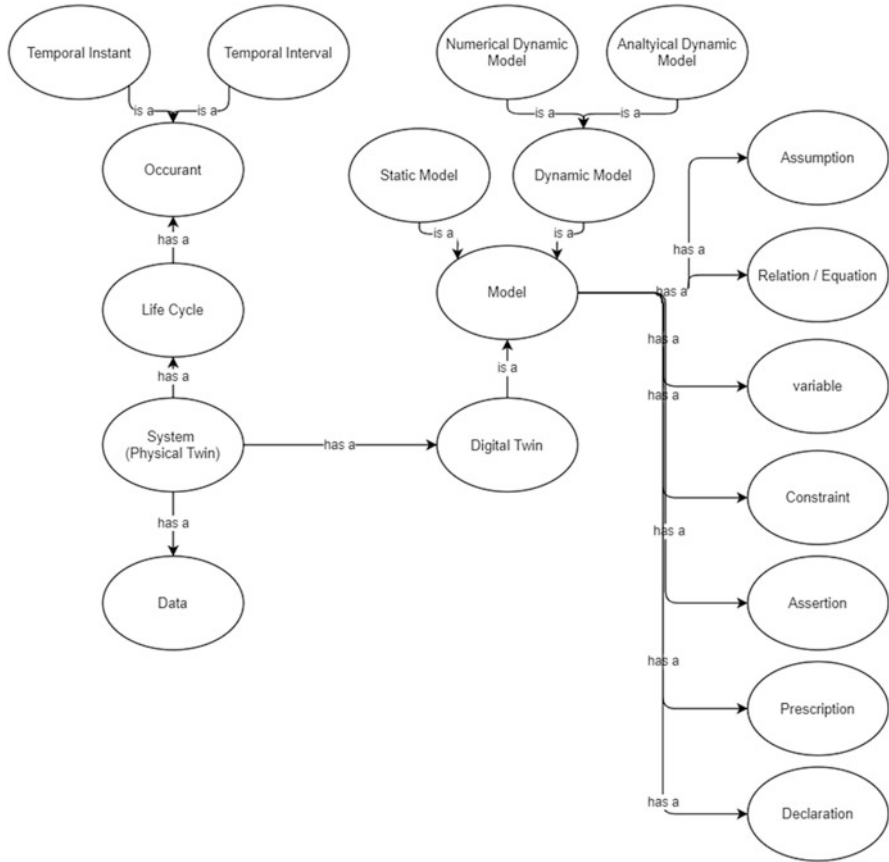 Temporal Instant
Temporal Interval
Numerical Dynamic
Model
Analtyical Dynamic
Model
is a
is a
is a
is a
Occurant
Static Model
Dynamic Model
Assumption
has a
is a
is a
has a
Life Cycle
Model
has a
Relation / Equation
has a
has a
is a
variable
has a
System
(Physical Twin)
has a
Digital Twin
has a
Constraint
has a
Data
Assertion
has a
Prescription
has a
Declaration